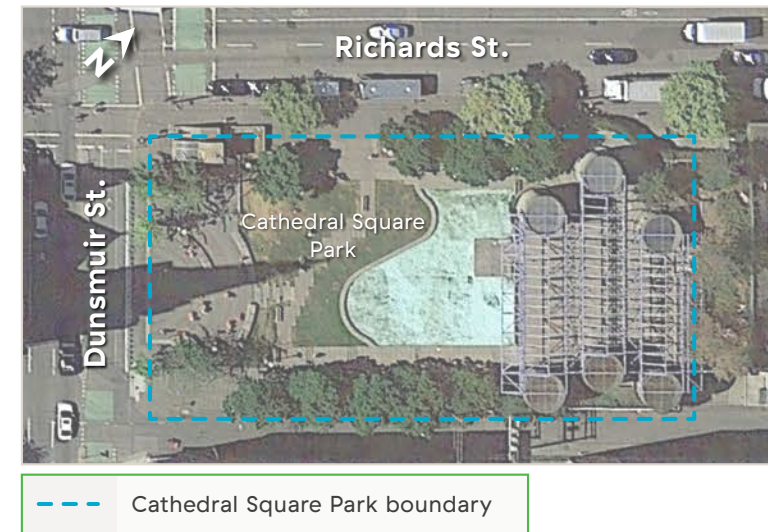 Richards St.
N
Dunsmuir St.
Cathedral Square
Park
Cathedral Square Park boundary